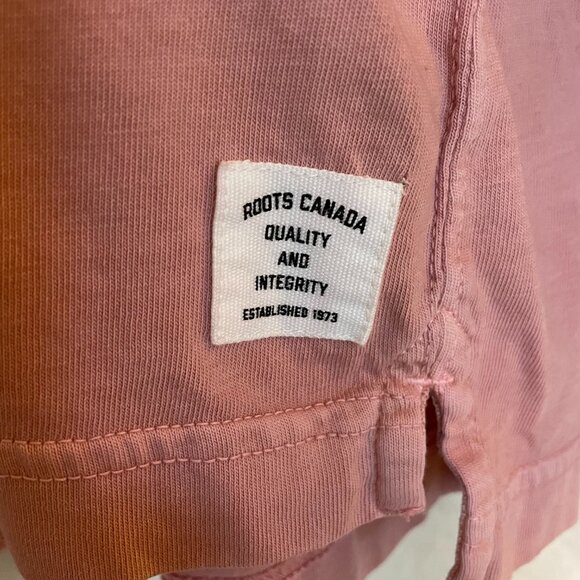 ROOTS CANADA
QUALITY
AND
INTEGRITY
ESTABLISHED 1973